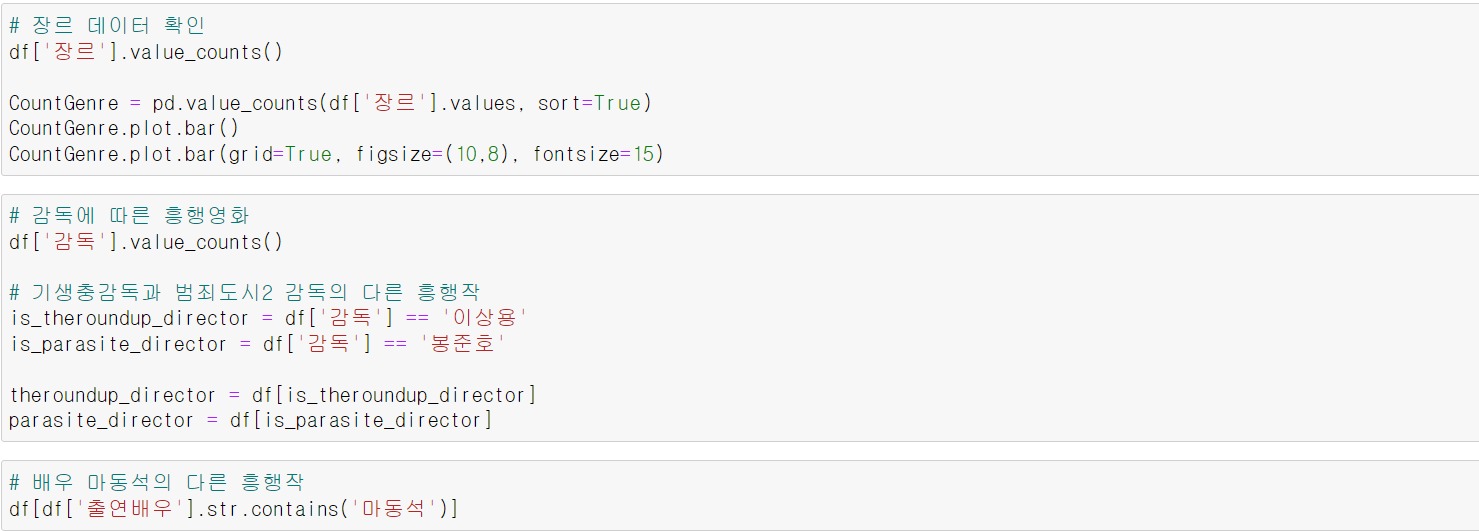 # 장르 데이터 확인
df['장르'].value_counts()
CountGenre = pd.value_counts(df['장르'].values, sort=True)
CountGenre.plot.bar()
CountGenre.plot.bar(grid=True, figsize=(10,8), fontsize=15)
# 감독에 따른 흥행영화
df['감독'].value_counts()
# 기생충감독과 범죄도시2 감독의 다른 흥행작
is_theroundup_director = df['감독'] == '이상용'
is_parasite_director = df['감독'] == '봉준호'
theroundup_director = df[is_theroundup_director]
parasite_director = df[is_parasite_director]
# 배우 마동석의 다른 흥행작
df[df['출연배우'].str.contains('마동석')]